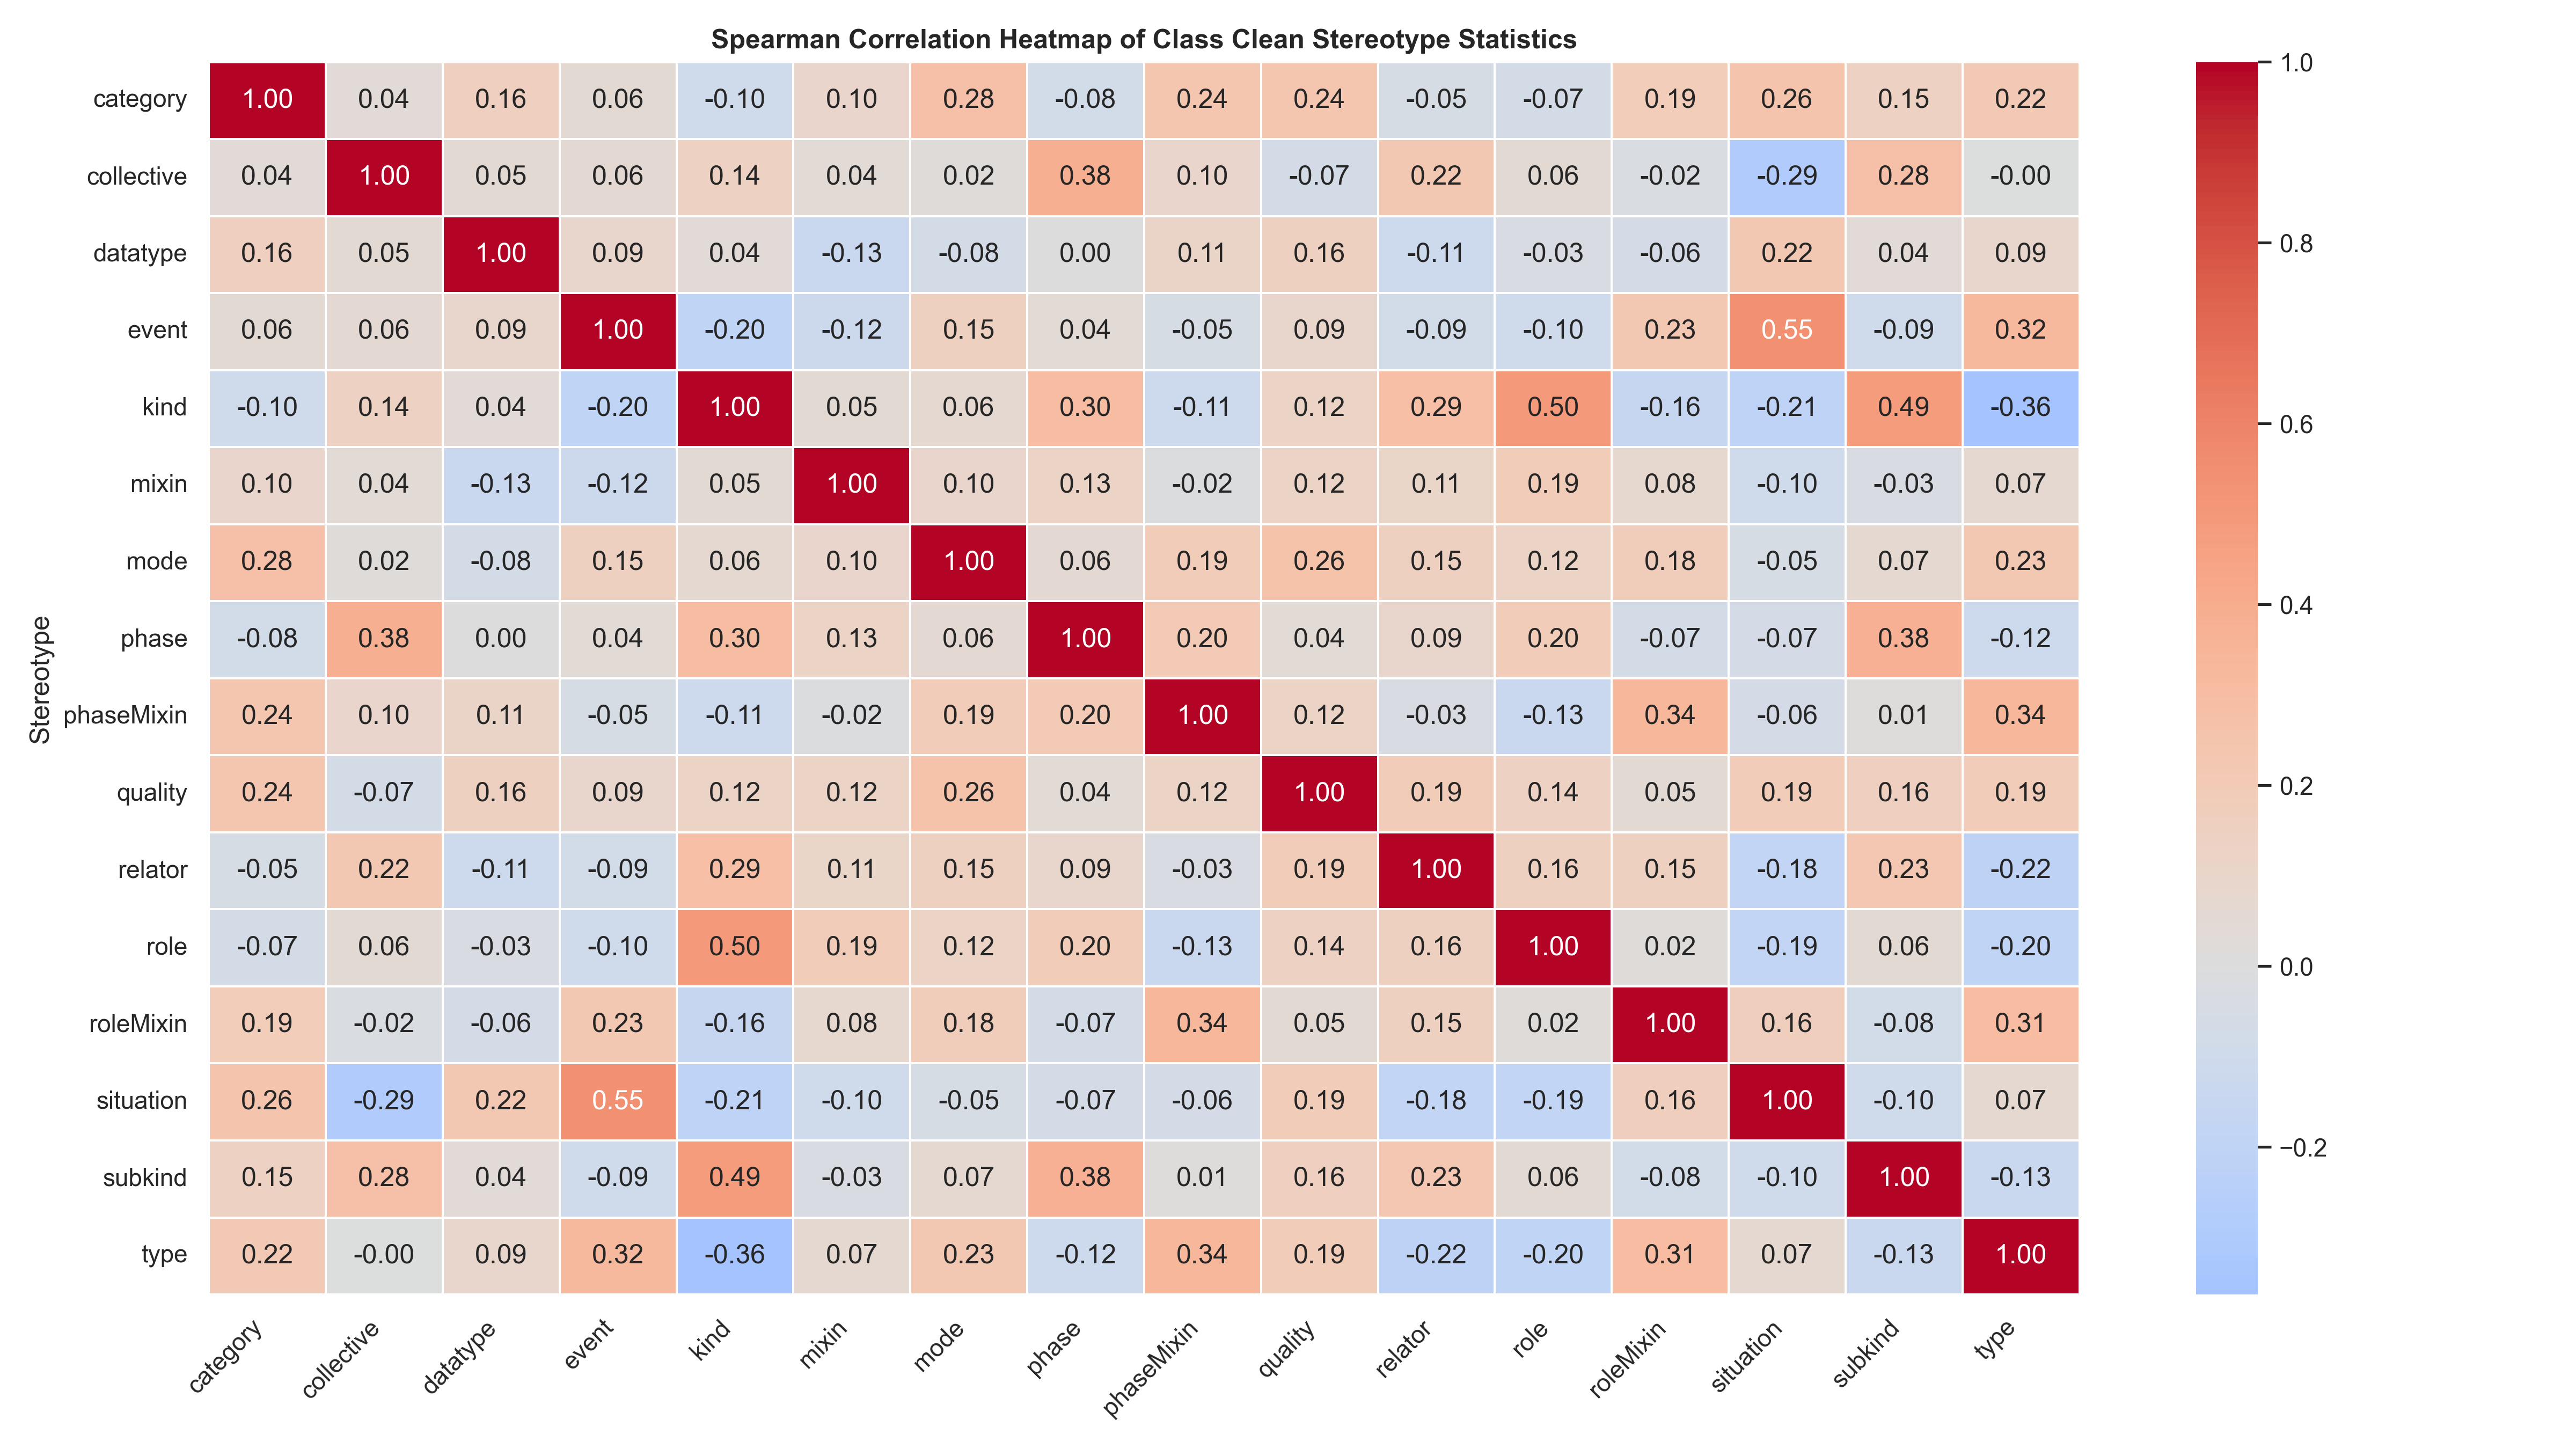 Spearman Correlation Heatmap of Class Clean Stereotype Statistics
category 1.00 0.04 0.16 0.06 -0.10 0.10 0.28 -0.08 0.24 0.24 -0.05 -0.07 0.19 0.26 0.15 0.22
collective 0.04 1.00 0.05 0.06 0.14 0.04 0.02 0.38 0.10 -0.07 0.22 0.06 -0.02 -0.29 0.28 -0.00
datatype 0.16 0.05 1.00 0.09 0.04 -0.13 -0.08 0.00 0.11 0.16 -0.11 -0.03 -0.06 0.22 0.04 0.09
event 0.06 0.06 0.09 1.00 -0.20 -0.12 0.15 0.04 -0.05 0.09 -0.09 -0.10 0.23 0.55 -0.09 0.32
kind -0.10 0.14 0.04 -0.20 1.00 0.05 0.06 0.30 -0.11 0.12 0.29 0.50 -0.16 -0.21 0.49 -0.36
mixin 0.10 0.04 -0.13 -0.12 0.05 1.00 0.10 0.13 -0.02 0.12 0.11 0.19 0.08 -0.10 -0.03 0.07
mode 0.28 0.02 -0.08 0.15 0.06 0.10 1.00 0.06 0.19 0.26 0.15 0.12 0.18 -0.05 0.07 0.23
phase -0.08 0.38 0.00 0.04 0.30 0.13 0.06 1.00 0.20 0.04 0.09 0.20 -0.07 -0.07 0.38 -0.12
phaseMixin 0.24 0.10 0.11 -0.05 -0.11 -0.02 0.19 0.20 1.00 0.12 -0.03 -0.13 0.34 -0.06 0.01 0.34
quality 0.24 -0.07 0.16 0.09 0.12 0.12 0.26 0.04 0.12 1.00 0.19 0.14 0.05 0.19 0.16 0.19
relator -0.05 0.22 -0.11 -0.09 0.29 0.11 0.15 0.09 -0.03 0.19 1.00 0.16 0.15 -0.18 0.23 -0.22
role -0.07 0.06 -0.03 -0.10 0.50 0.19 0.12 0.20 -0.13 0.14 0.16 1.00 0.02 -0.19 0.06 -0.20
roleMixin 0.19 -0.02 -0.06 0.23 -0.16 0.08 0.18 -0.07 0.34 0.05 0.15 0.02 1.00 0.16 -0.08 0.31
situation 0.26 -0.29 0.22 0.55 -0.21 -0.10 -0.05 -0.07 -0.06 0.19 -0.18 -0.19 0.16 1.00 -0.10 0.07
subkind 0.15 0.28 0.04 -0.09 0.49 -0.03 0.07 0.38 0.01 0.16 0.23 0.06 -0.08 -0.10 1.00 -0.13
type 0.22 -0.00 0.09 0.32 -0.36 0.07 0.23 -0.12 0.34 0.19 -0.22 -0.20 0.31 0.07 -0.13 1.00
category collective datatype event kind mixin mode phase phaseMixin quality relator role roleMixin situation subkind type
Stereotype
1.0
0.8
0.6
0.4
0.2
0.0
−0.2